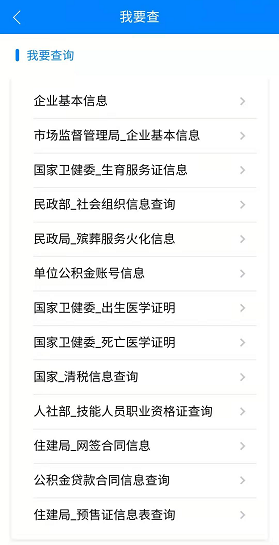 我要查
我要查询
企业基本信息
市场监督管理局_企业基本信息
国家卫健委_生育服务证信息
民政部_社会组织信息查询
民政局_殡葬服务火化信息
单位公积金账号信息
国家卫健委_出生医学证明
国家卫健委_死亡医学证明
国家_清税信息查询
人社部_技能人员职业资格证查询
住建局_网签合同信息
公积金贷款合同信息查询
住建局_预售证信息表查询